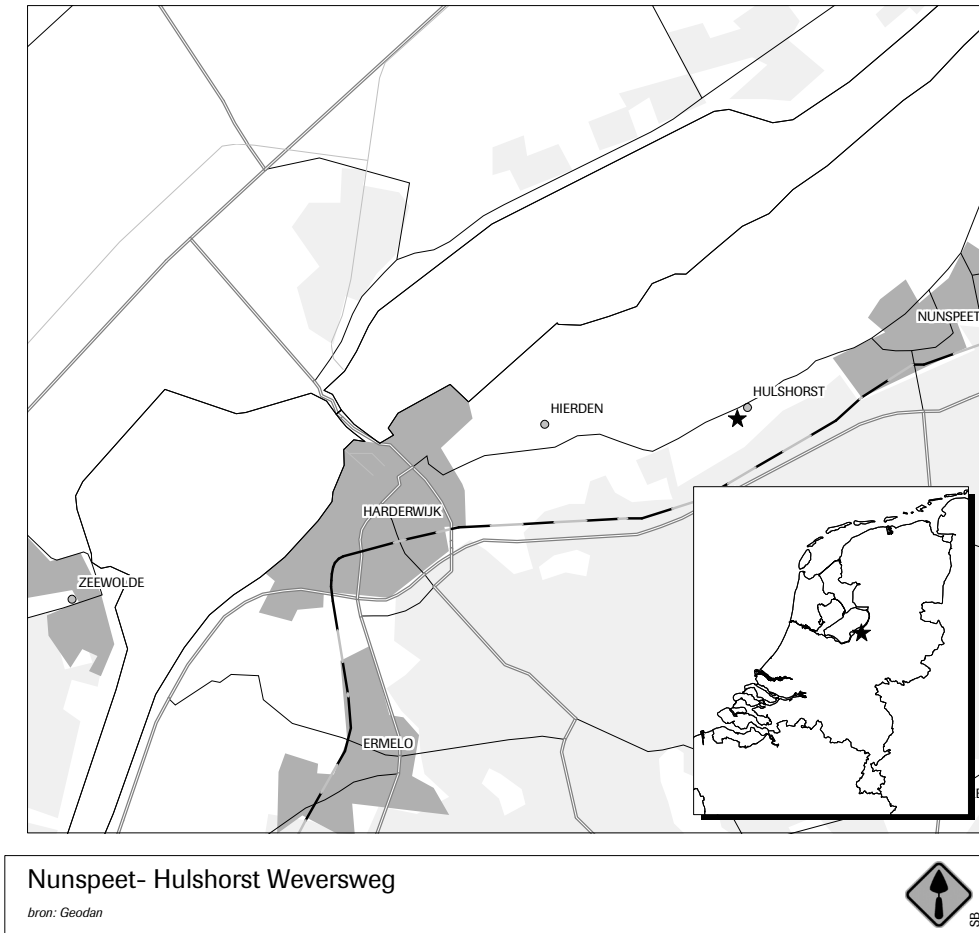 NUNSPEET
HULSHORST
HIERDEN
HARDERWIJK
ZEEWOLDE
ERMELO
E
Nunspeet- Hulshorst Weversweg
bron: Geodan
SB